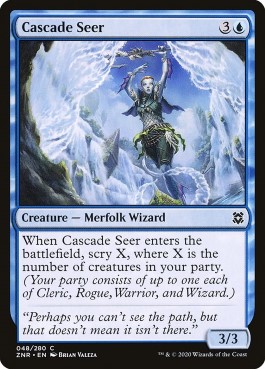 Cascade Seer 3
Creature — Merfolk Wizard
When Cascade Seer enters the
battlefield, scry X, where X is the
number of creatures in your party.
(Your party consists of up to one each
of Cleric, Rogue, Warrior, and Wizard.)
"Perhaps you can't see the path, but
that doesn't mean it isn't there."
3/3
048/280 C
ZNR • EN Brian Valeza
™ & © 2020 Wizards of the Coast